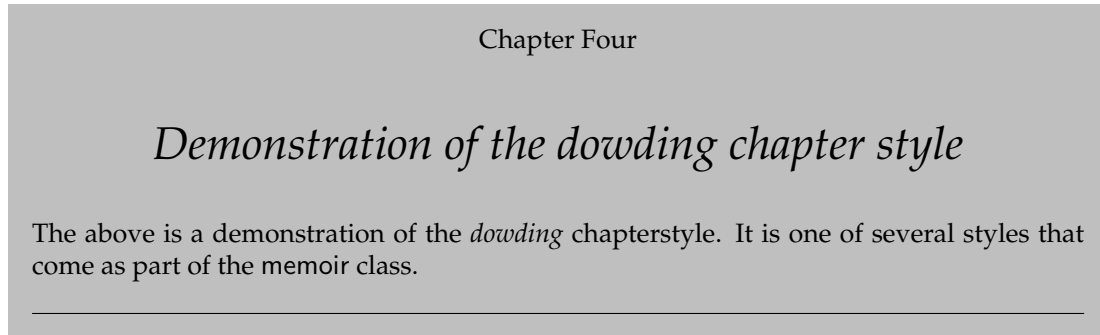 Chapter Four
Demonstration of the dowding chapter style
The above is a demonstration of the dowding chapterstyle. It is one of several styles that
come as part of the memoir class.